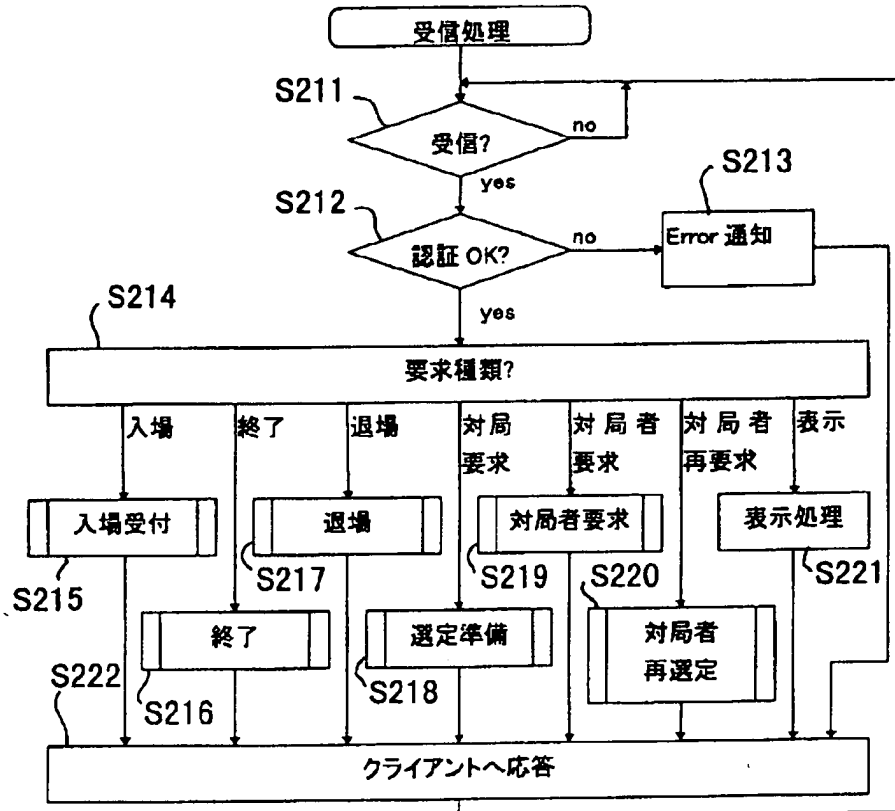 受信処理
S211
受信?
no
yes
S212
認証 OK?
no
S213
Error 通知
yes
S214
要求種類?
入場
終了
退場
対局
要求
対局者
要求
対局者
再要求
表示
入場受付
S215
退場
S217
対局者要求
S219
表示処理
S221
S220
終了
S216
選定準備
S218
対局者
再選定
S222
クライアントへ応答